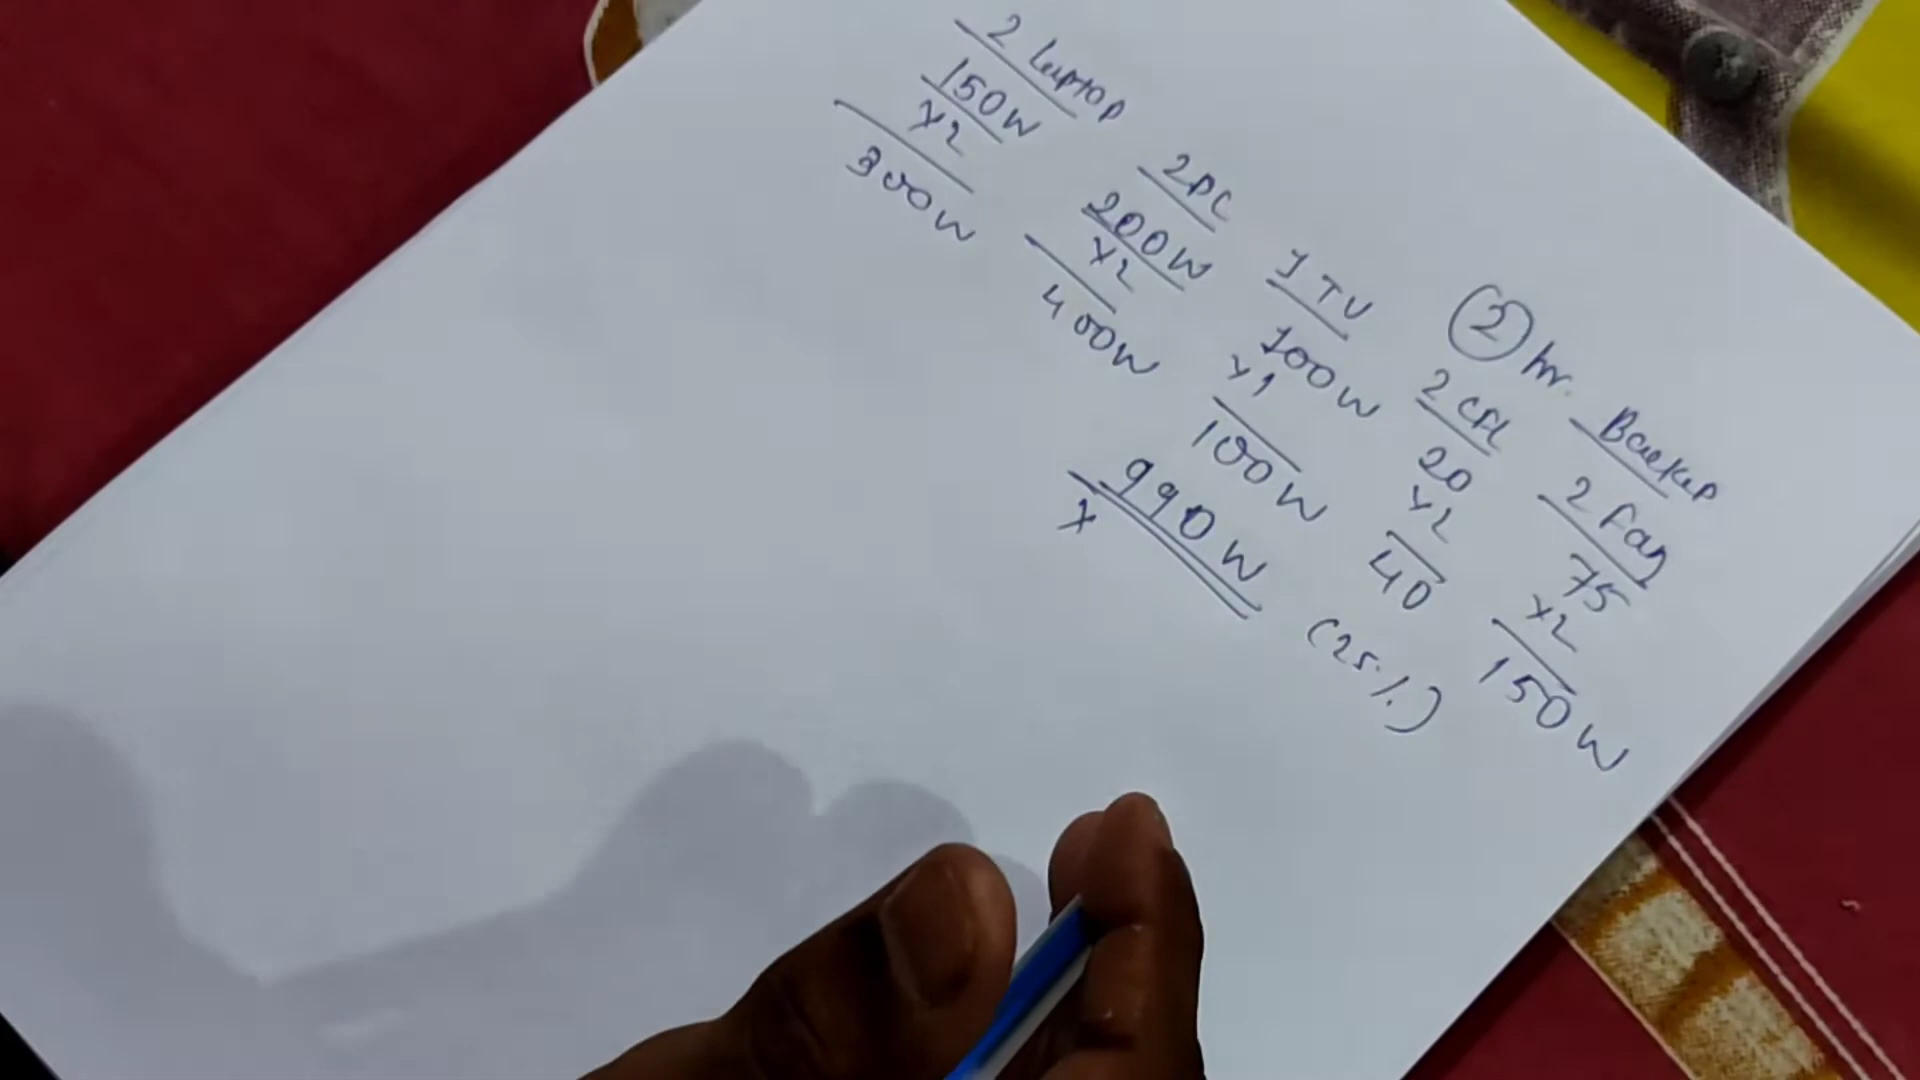 2 hr. Backup
2 Laptop
150W
x2
300W
2PC
200W
x2
400W
1 TV
100W
x1
100W
2 CFL
20
x2
40
2 Fan
75
x2
150W
990W (25%)
x